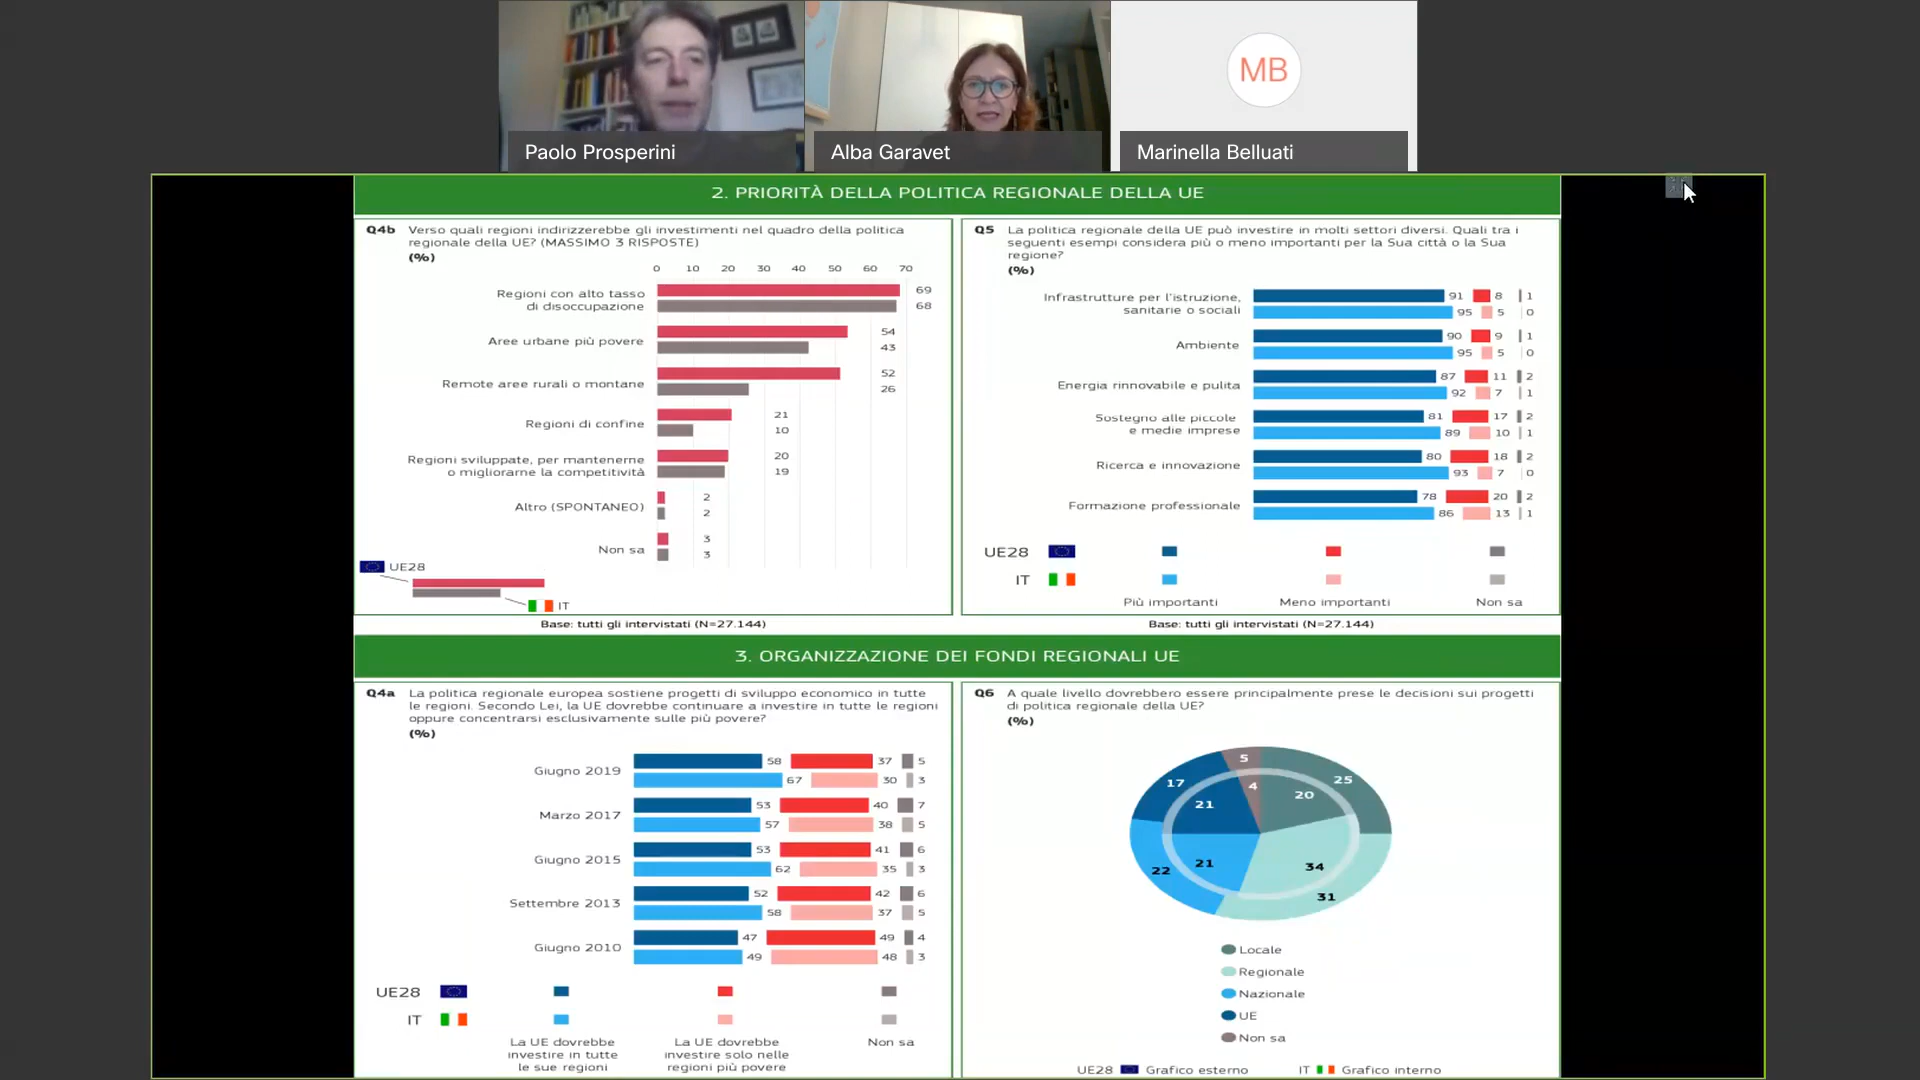 MB
Paolo Prosperini
Alba Garavet
Marinella Belluati
2. PRIORITÀ DELLA POLITICA REGIONALE DELLA UE
Q4b Verso quali regioni indirizzerebbe gli investimenti nel quadro della politica
regionale della UE? (MASSIMO 3 RISPOSTE)
(%)
0 10 20 30 40 50 60 70
Regioni con alto tasso
di disoccupazione
69
68
Aree urbane più povere
54
43
Remote aree rurali o montane
52
26
Regioni di confine
21
10
Regioni sviluppate, per mantenerne
o migliorarne la competitività
20
19
Altro (SPONTANEO)
2
2
Non sa
3
3
UE28
IT
Base: tutti gli intervistati (N=27.144)
Q5 La politica regionale della UE può investire in molti settori diversi. Quali tra i
seguenti esempi considera più o meno importanti per la Sua città o la Sua
regione?
(%)
Infrastrutture per l'istruzione,
sanitarie o sociali
91 8 1
95 5 0
Ambiente
90 9 1
95 5 0
Energia rinnovabile e pulita
87 11 2
92 7 1
Sostegno alle piccole
e medie imprese
81 17 2
89 10 1
Ricerca e innovazione
80 18 2
93 7 0
Formazione professionale
78 20 2
86 13 1
UE28
IT
Più importanti Meno importanti Non sa
Base: tutti gli intervistati (N=27.144)
3. ORGANIZZAZIONE DEI FONDI REGIONALI UE
Q4a La politica regionale europea sostiene progetti di sviluppo economico in tutte
le regioni. Secondo Lei, la UE dovrebbe continuare a investire in tutte le regioni
oppure concentrarsi esclusivamente sulle più povere?
(%)
Giugno 2019
58 37 5
67 30 3
Marzo 2017
53 40 7
57 38 5
Giugno 2015
53 41 6
62 35 3
Settembre 2013
52 42 6
58 37 5
Giugno 2010
47 49 4
49 48 3
UE28
IT
La UE dovrebbe
investire in tutte
le sue regioni
La UE dovrebbe
investire solo nelle
regioni più povere
Non sa
Q6 A quale livello dovrebbero essere principalmente prese le decisioni sui progetti
di politica regionale della UE?
(%)
5
17
25
4
20
21
21
34
22
31
Locale
Regionale
Nazionale
UE
Non sa
UE28 Grafico esterno IT Grafico interno